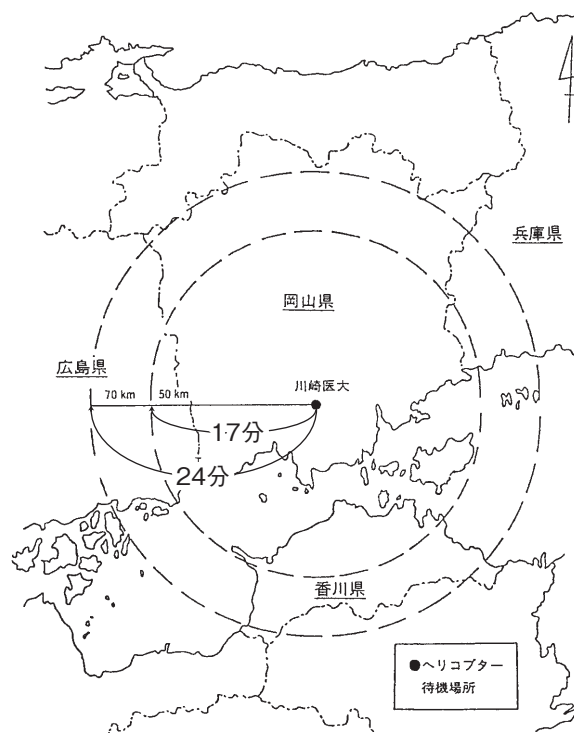 兵庫県
岡山県
広島県
川崎医大
70 km
50 km
17分
24分
香川県
●ヘリコプター
待機場所